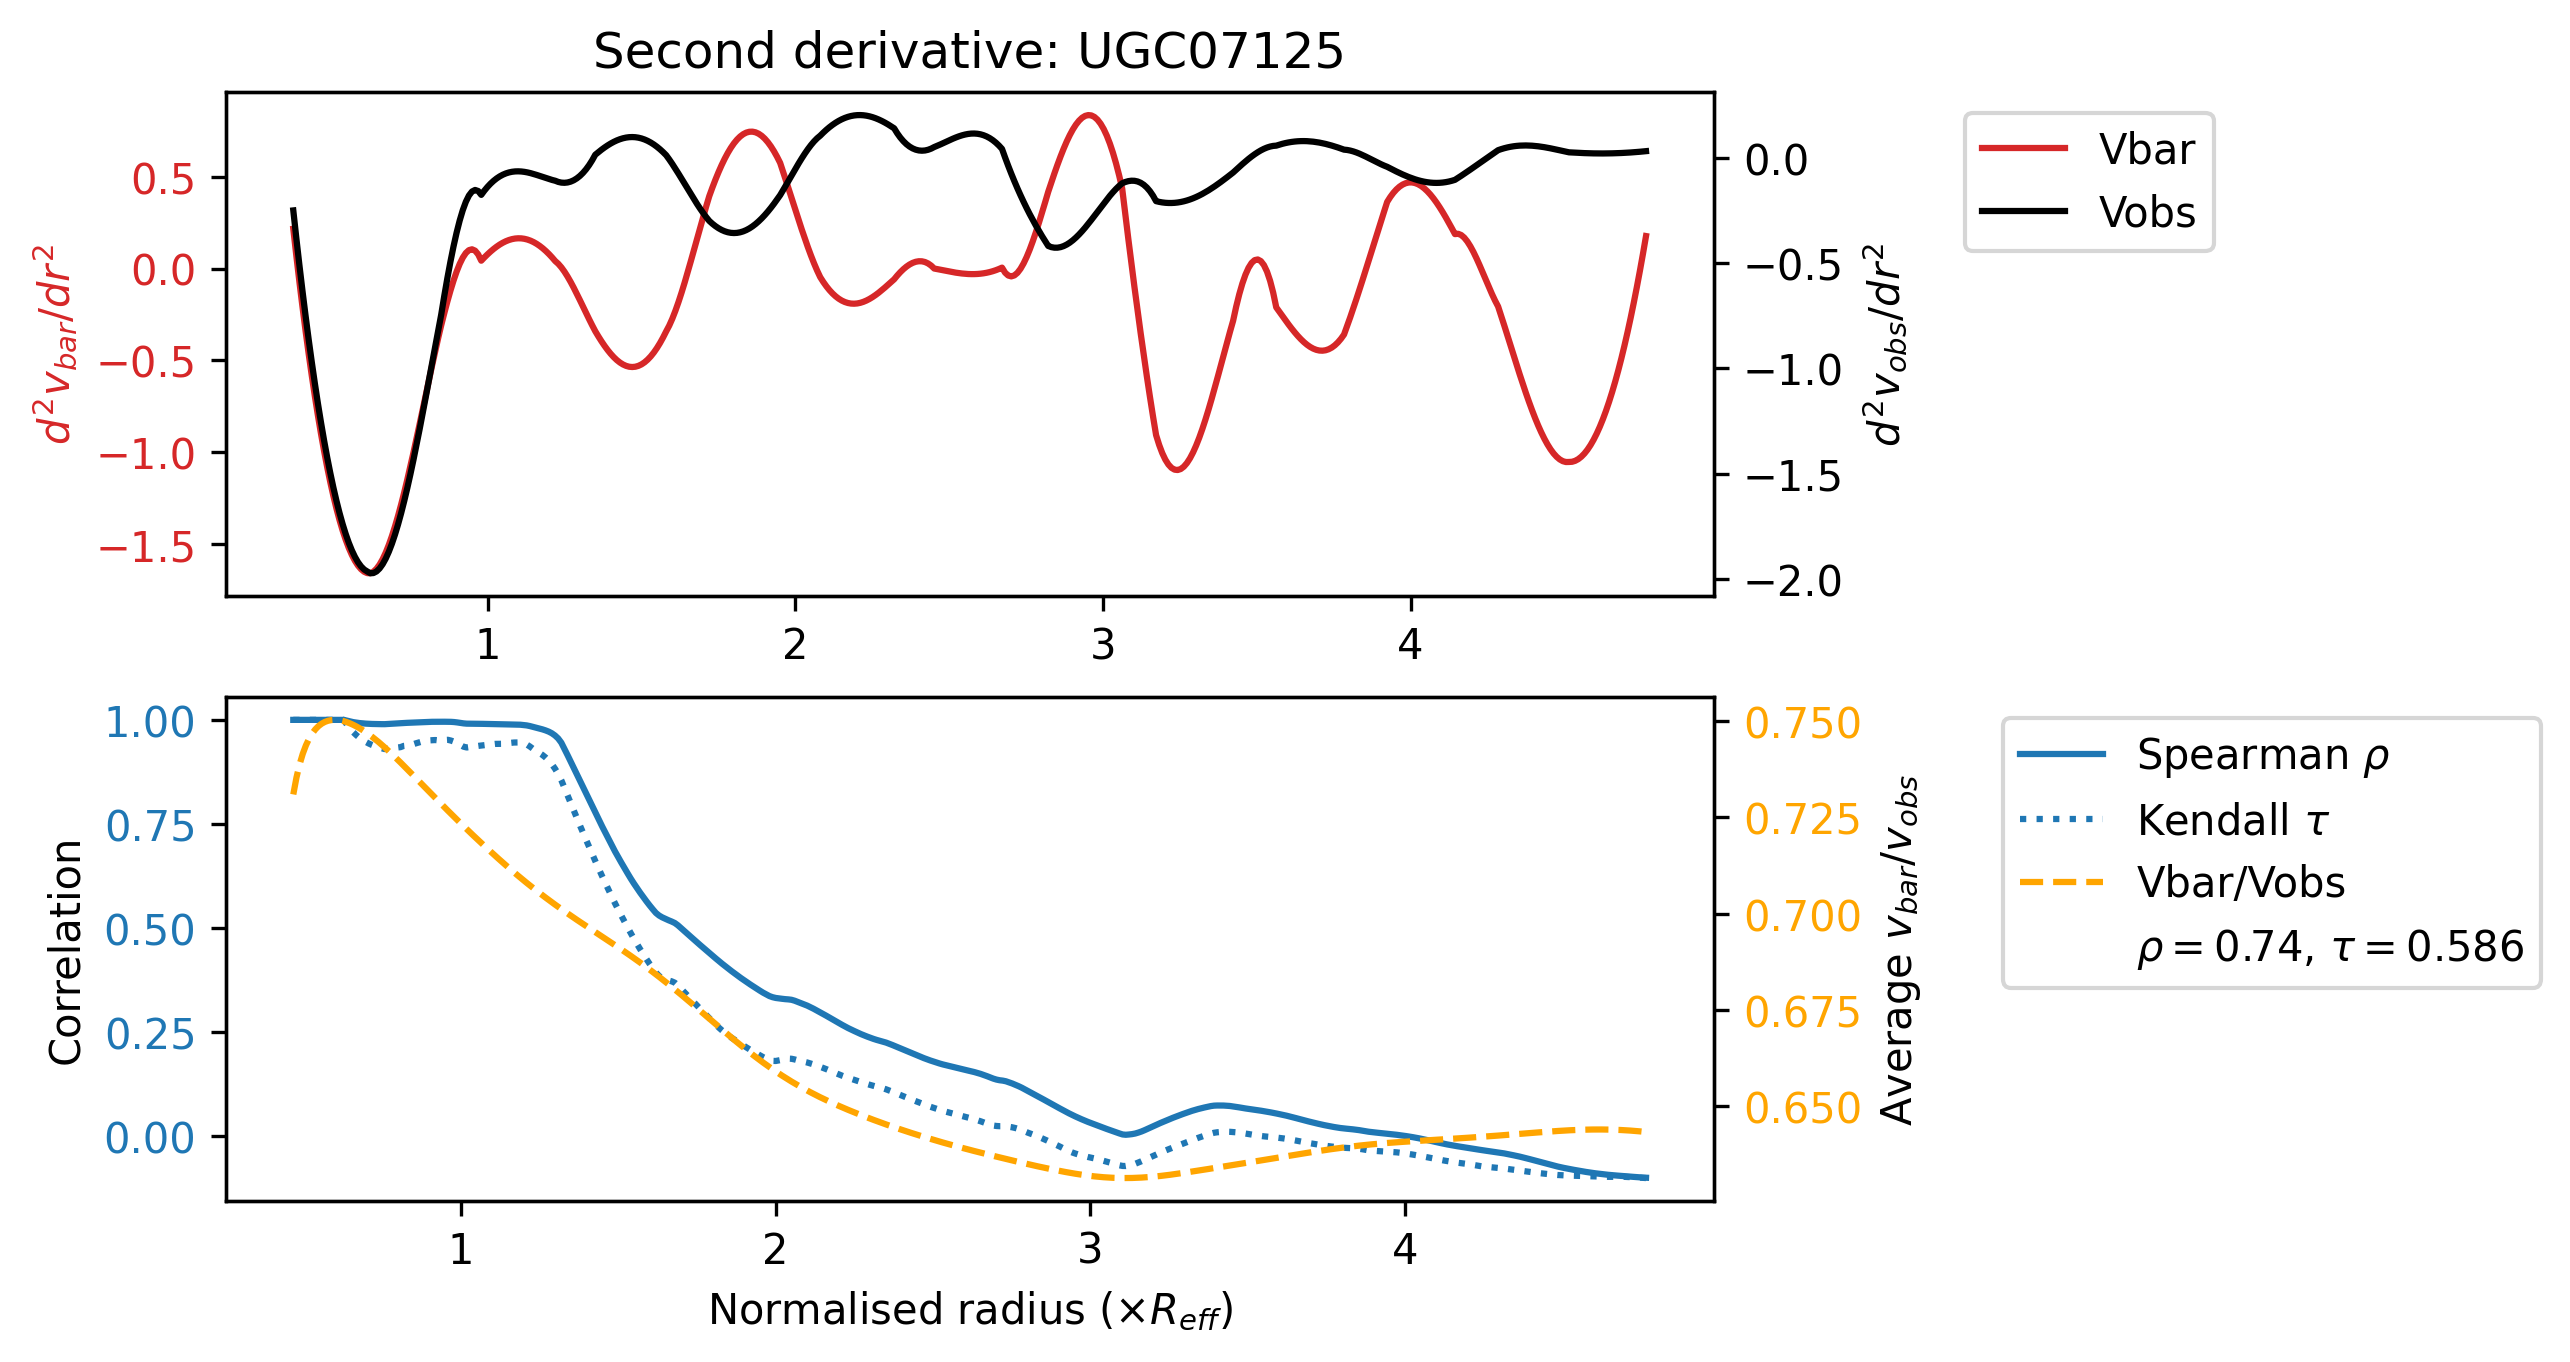 Second derivative: UGC07125
d²v_bar/dr²
0.5
0.0
−0.5
−1.0
−1.5
0.0
−0.5
−1.0
−1.5
−2.0
d²v_obs/dr²
1 2 3 4
Vbar
Vobs
Correlation
1.00
0.75
0.50
0.25
0.00
0.750
0.725
0.700
0.675
0.650
Average v_bar/v_obs
1 2 3 4
Normalised radius (×R_eff)
Spearman ρ
Kendall τ
Vbar/Vobs
ρ = 0.74, τ = 0.586